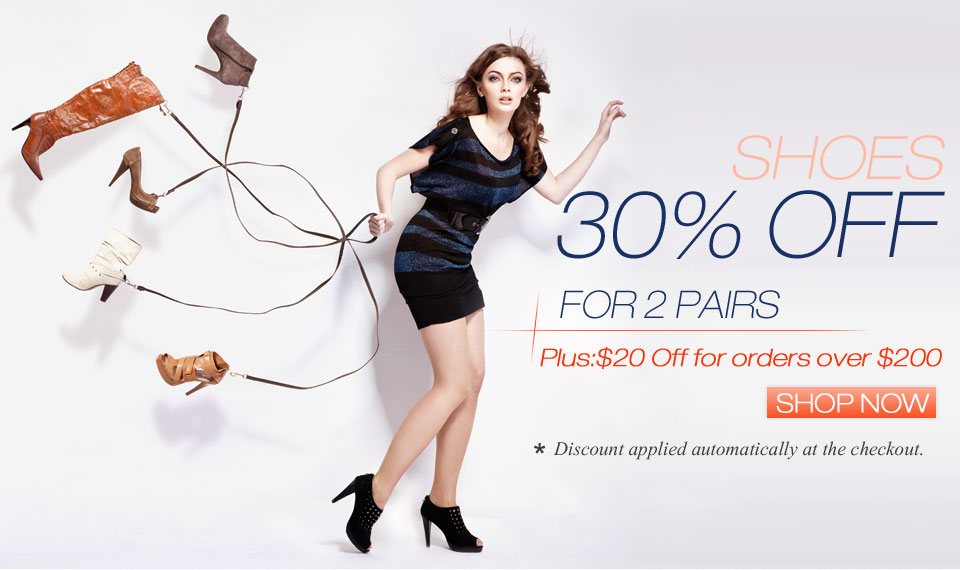 SHOES
30% OFF
FOR 2 PAIRS
Plus:$20 Off for orders over $200
SHOP NOW
* Discount applied automatically at the checkout.